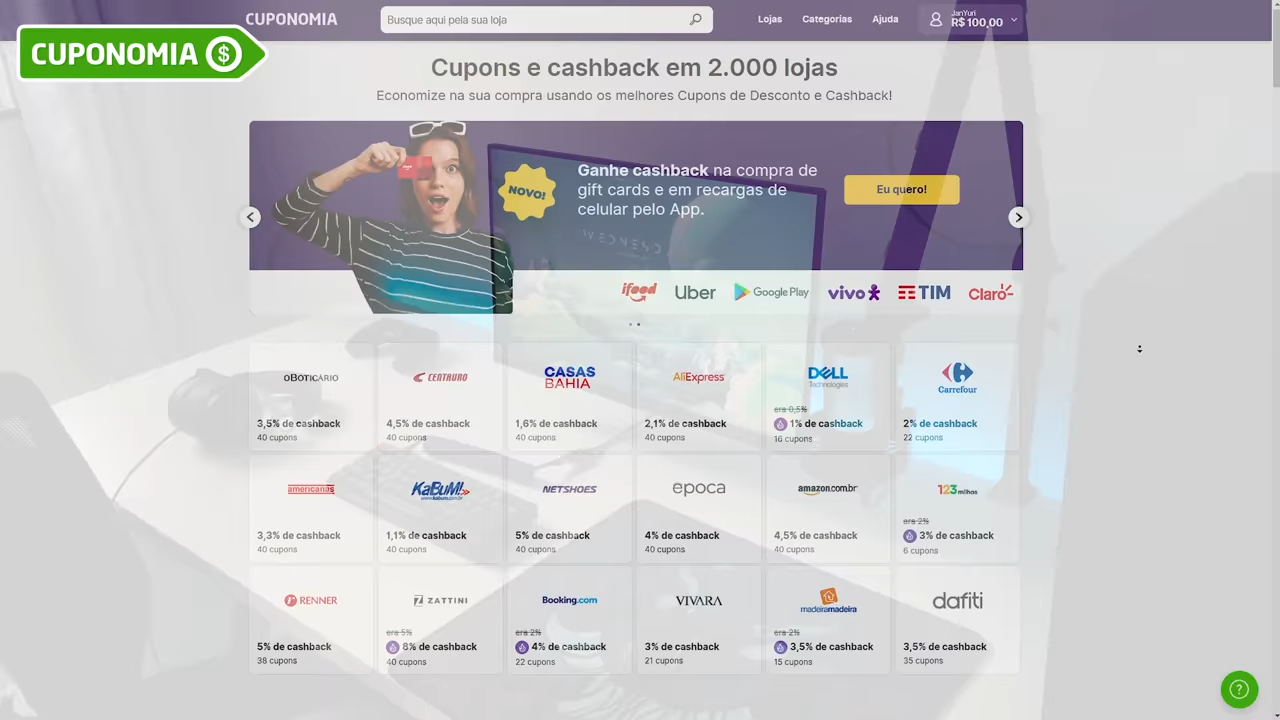 CUPONOMIA
Busque aqui pela sua loja
Lojas
Categorias
Ajuda
JanYuri
R$ 100,00
CUPONOMIA $
Cupons e cashback em 2.000 lojas
Economize na sua compra usando os melhores Cupons de Desconto e Cashback!
NOVO!
Ganhe cashback na compra de
gift cards e em recargas de
celular pelo App.
Eu quero!
ifood
Uber
Google Play
vivo
TIM
Claro
oBOTICÁRIO
3,5% de cashback
40 cupons
CENTAURO
4,5% de cashback
40 cupons
CASAS
BAHIA
1,6% de cashback
40 cupons
AliExpress
2,1% de cashback
40 cupons
DELL
Technologies
era 0,5%
1% de cashback
16 cupons
Carrefour
2% de cashback
22 cupons
americanas
3,3% de cashback
40 cupons
KaBuM!
www.kabum.com.br
1,1% de cashback
40 cupons
NETSHOES
5% de cashback
40 cupons
epoca
4% de cashback
40 cupons
amazon.com.br
4,5% de cashback
40 cupons
123
milhas
era 2%
3% de cashback
6 cupons
RENNER
5% de cashback
38 cupons
ZATTINI
era 5%
8% de cashback
40 cupons
Booking.com
era 2%
4% de cashback
22 cupons
VIVARA
3% de cashback
21 cupons
madeiramadeira
era 2%
3,5% de cashback
15 cupons
dafiti
3,5% de cashback
35 cupons
?